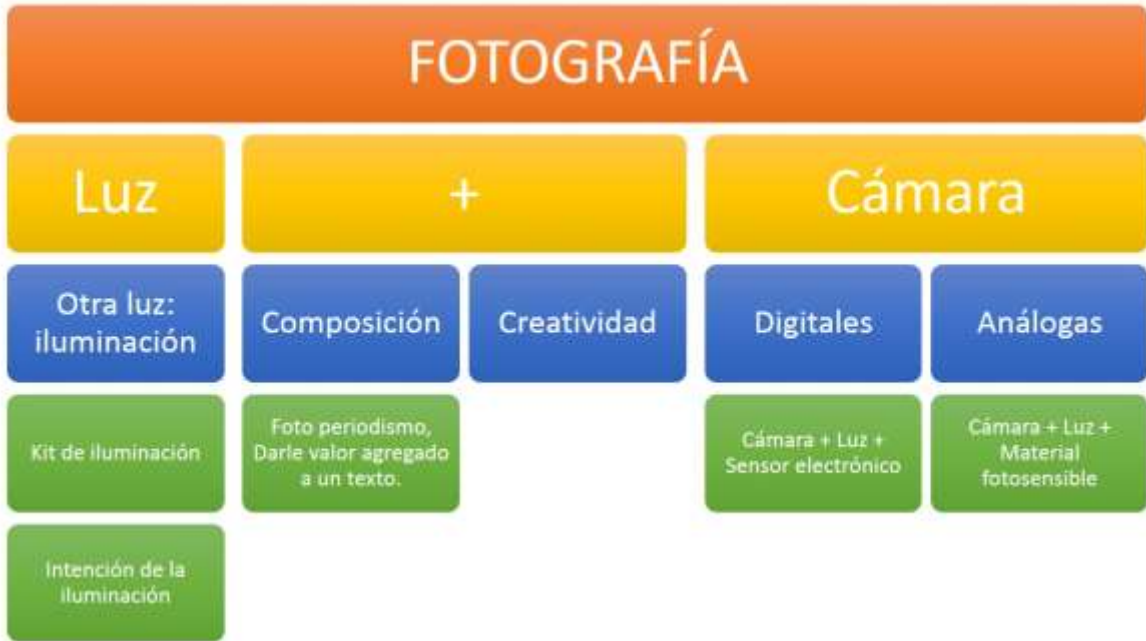 FOTOGRAFÍA
Luz
+
Cámara
Otra luz:
iluminación
Composición
Creatividad
Digitales
Análogas
Kit de iluminación
Foto periodismo,
Darle valor agregado
a un texto.
Cámara + Luz +
Sensor electrónico
Cámara + Luz +
Material
fotosensible
Intención de la
iluminación